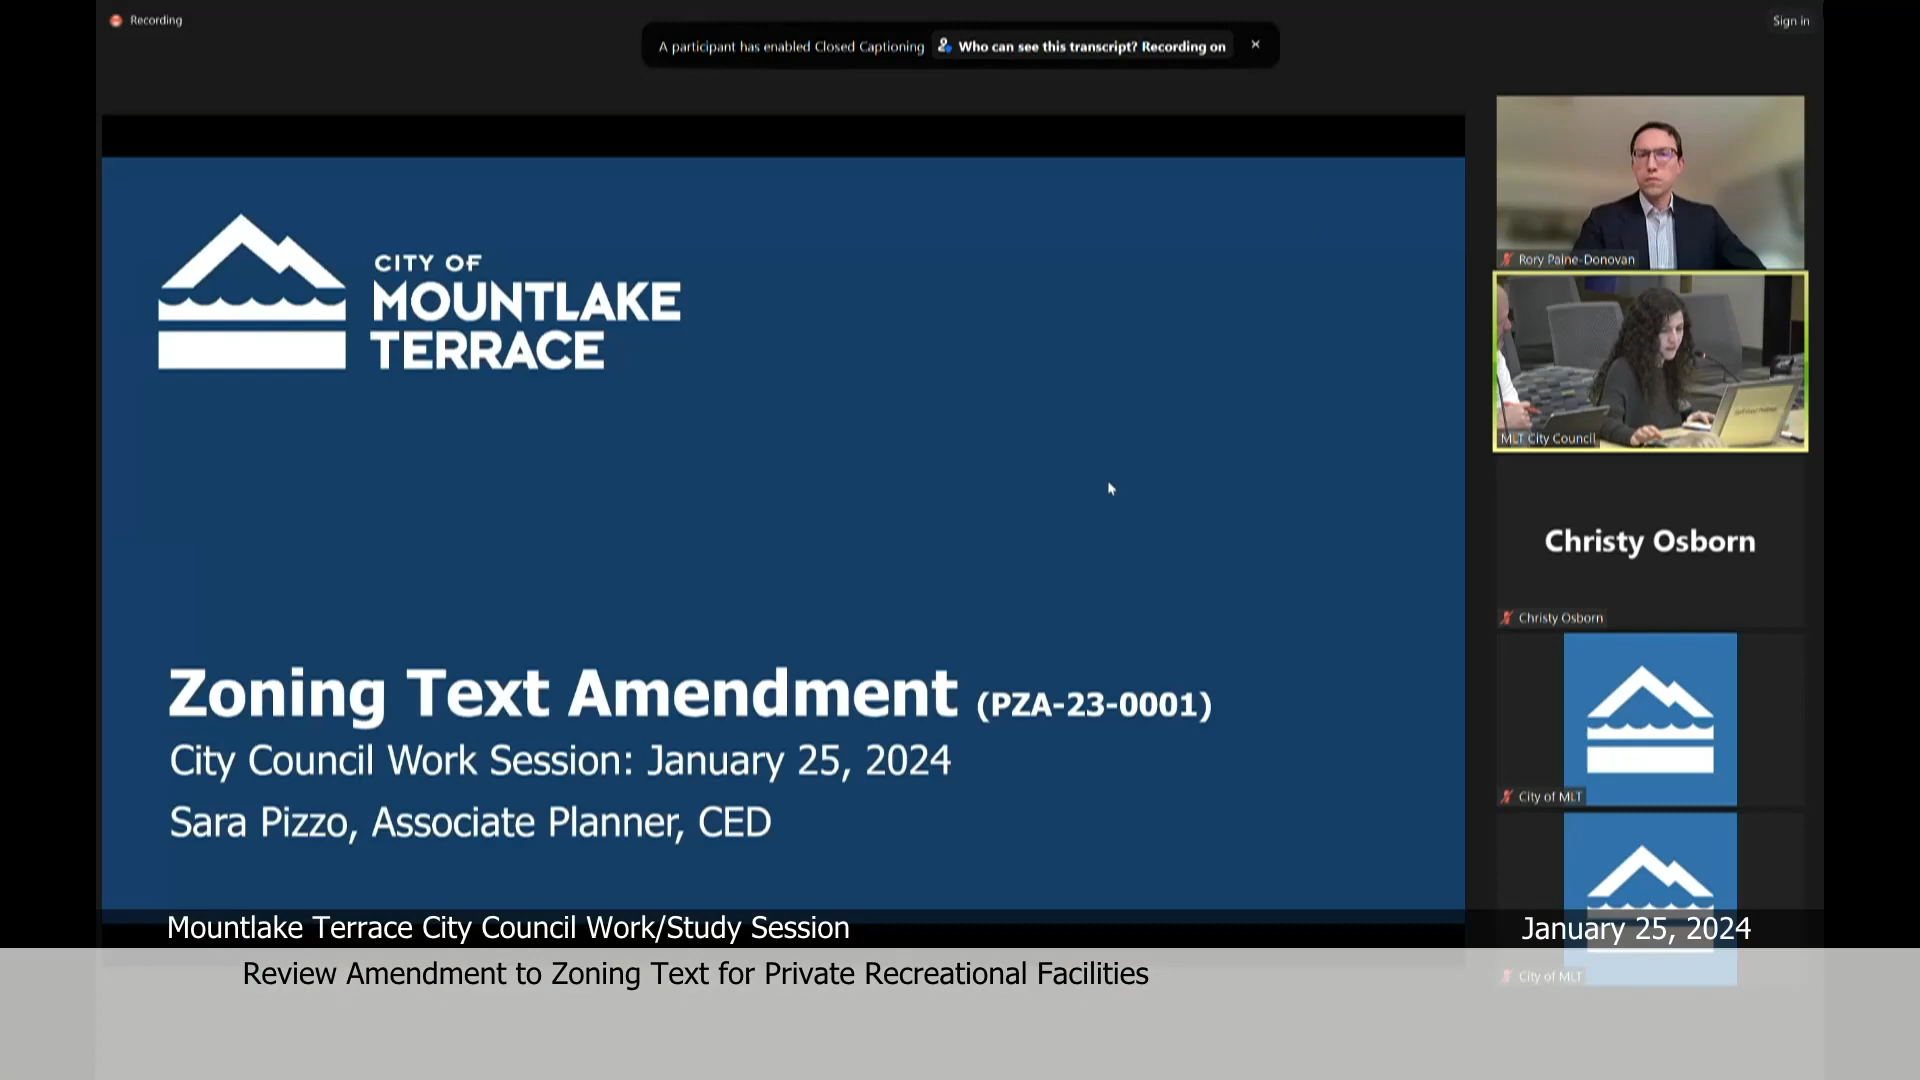 Recording
A participant has enabled Closed Captioning Who can see this transcript? Recording on
Sign in
CITY OF
MOUNTLAKE
TERRACE
Zoning Text Amendment (PZA-23-0001)
City Council Work Session: January 25, 2024
Sara Pizzo, Associate Planner, CED
Rory Paine-Donovan
MLT City Council
Christy Osborn
Christy Osborn
City of MLT
City of MLT
Mountlake Terrace City Council Work/Study Session
January 25, 2024
Review Amendment to Zoning Text for Private Recreational Facilities